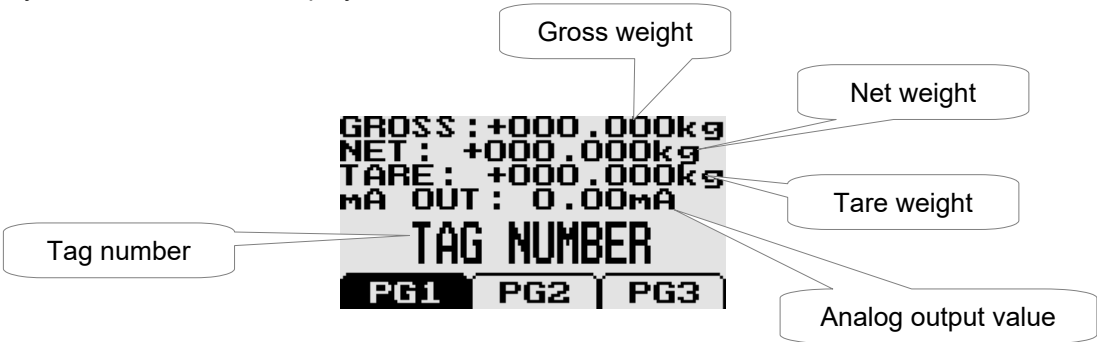 Gross weight
Net weight
GROSS:+000.000kg
NET: +000.000kg
TARE: +000.000kg
mA OUT: 0.00mA
Tare weight
Tag number
TAG NUMBER
PG1 PG2 PG3
Analog output value